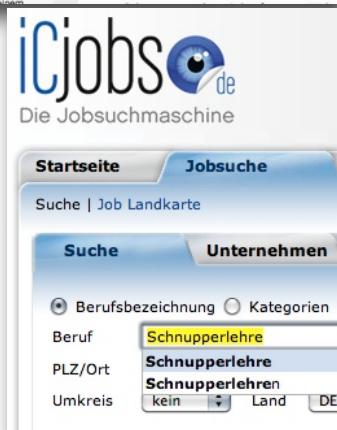 iCjobs.de
Die Jobsuchmaschine
Startseite Jobsuche
Suche | Job Landkarte
Suche Unternehmen
Berufsbezeichnung Kategorien
Beruf Schnupperlehre
PLZ/Ort Schnupperlehre
Schnupperlehren
Umkreis kein Land DE